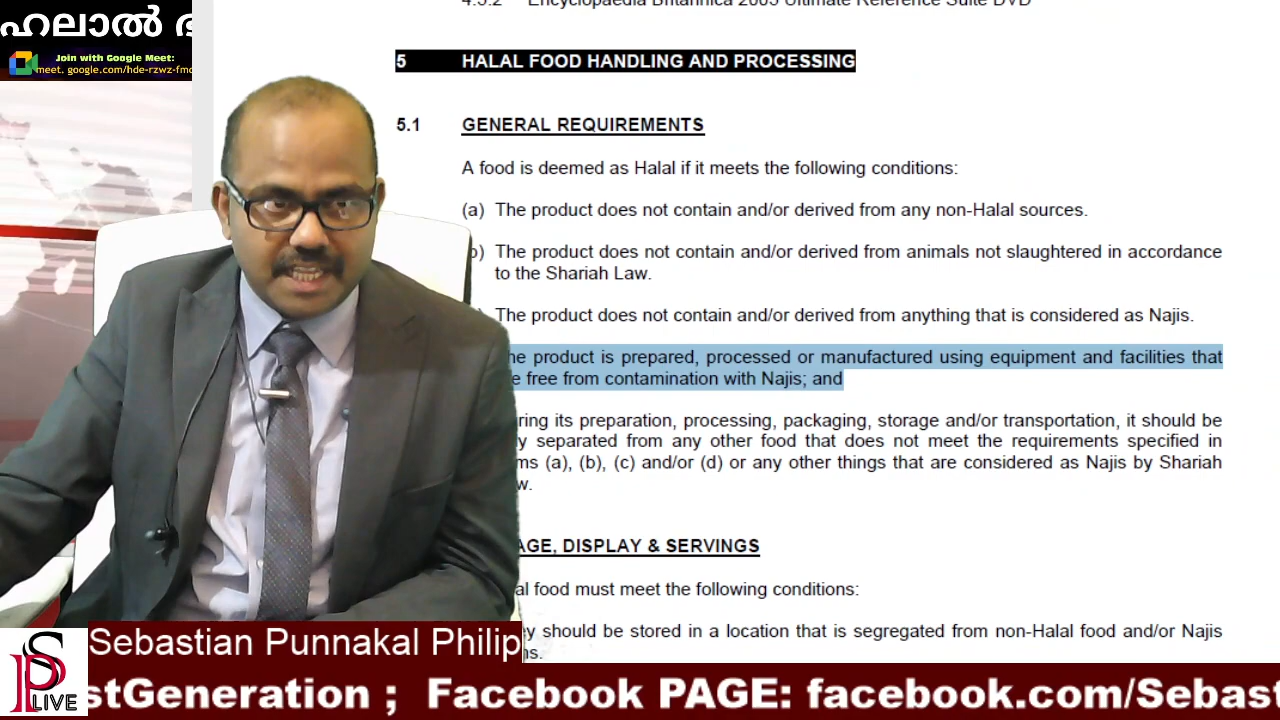 ഹലാൽ ഭ
Join with Google Meet:
meet. google.com/hde-rzwz-fmc
4.5.2 Encyclopaedia Britannica 2005 Ultimate Reference Suite DVD
5 HALAL FOOD HANDLING AND PROCESSING
5.1 GENERAL REQUIREMENTS
A food is deemed as Halal if it meets the following conditions:
(a) The product does not contain and/or derived from any non-Halal sources.
b) The product does not contain and/or derived from animals not slaughtered in accordance
to the Shariah Law.
) The product does not contain and/or derived from anything that is considered as Najis.
he product is prepared, processed or manufactured using equipment and facilities that
e free from contamination with Najis; and
ring its preparation, processing, packaging, storage and/or transportation, it should be
y separated from any other food that does not meet the requirements specified in
ms (a), (b), (c) and/or (d) or any other things that are considered as Najis by Shariah
w.
AGE, DISPLAY & SERVINGS
al food must meet the following conditions:
y should be stored in a location that is segregated from non-Halal food and/or Najis
ns.
Sebastian Punnakal Philip
SP LIVE
stGeneration ; Facebook PAGE: facebook.com/Sebast